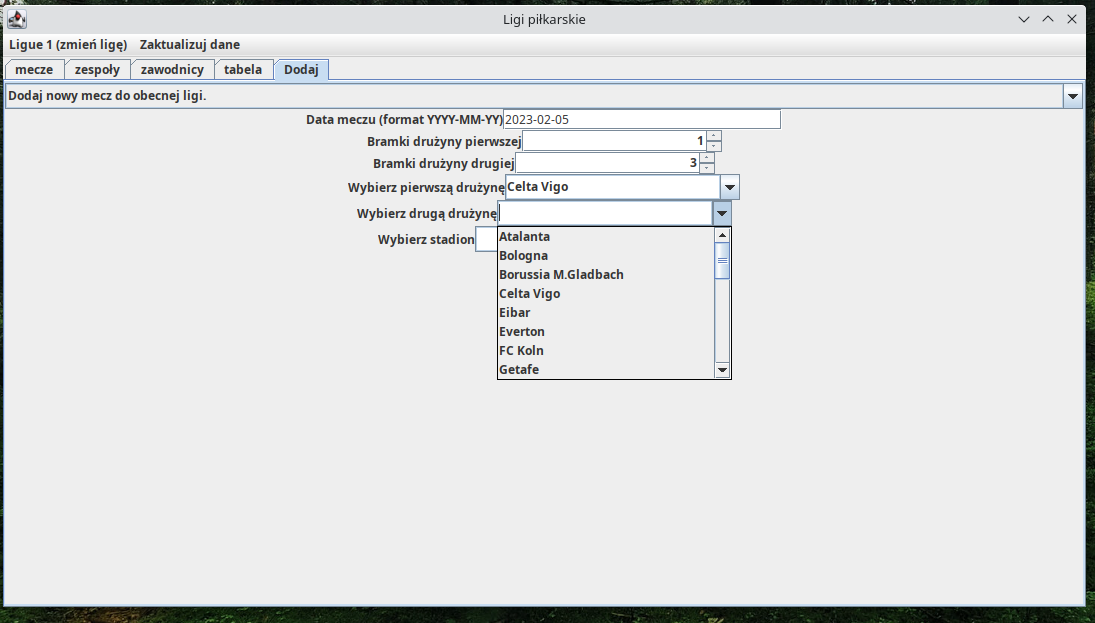 Ligi piłkarskie
Ligue 1 (zmień ligę) Zaktualizuj dane
mecze zespoły zawodnicy tabela Dodaj
Dodaj nowy mecz do obecnej ligi.
Data meczu (format YYYY-MM-YY) 2023-02-05
Bramki drużyny pierwszej 1
Bramki drużyny drugiej 3
Wybierz pierwszą drużynę Celta Vigo
Wybierz drugą drużynę
Wybierz stadion
Atalanta
Bologna
Borussia M.Gladbach
Celta Vigo
Eibar
Everton
FC Koln
Getafe